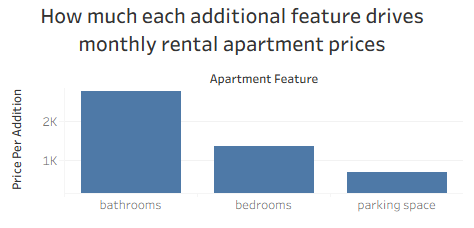 How much each additional feature drives
monthly rental apartment prices
Apartment Feature
Price Per Addition
2K
1K
bathrooms
bedrooms
parking space